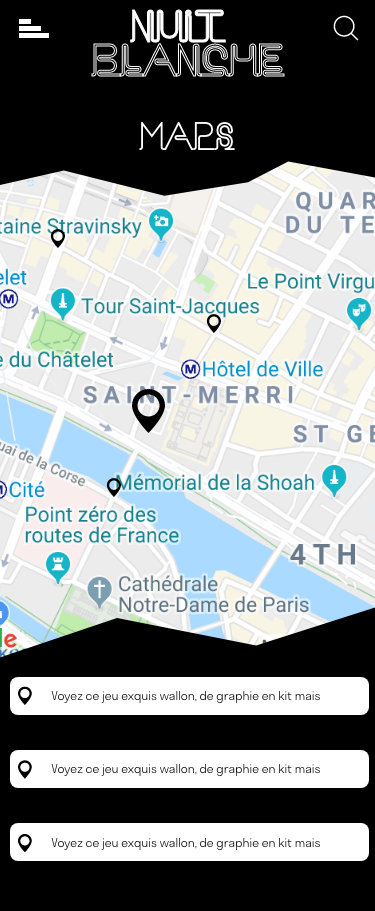 NUIT
BLANCHE
MAPS
QUAR
taine Stravinsky
DU TE
elet
Le Point Virgu
M
Tour Saint-Jacques
e du Châtelet
M Hôtel de Ville
SAINT-MERRI
ST GE
uai de la Corse
Mémorial de la Shoah
M Cité
Point zéro des
routes de France
4TH
Cathédrale
Notre-Dame de Paris
le
Voyez ce jeu exquis wallon, de graphie en kit mais
Voyez ce jeu exquis wallon, de graphie en kit mais
Voyez ce jeu exquis wallon, de graphie en kit mais